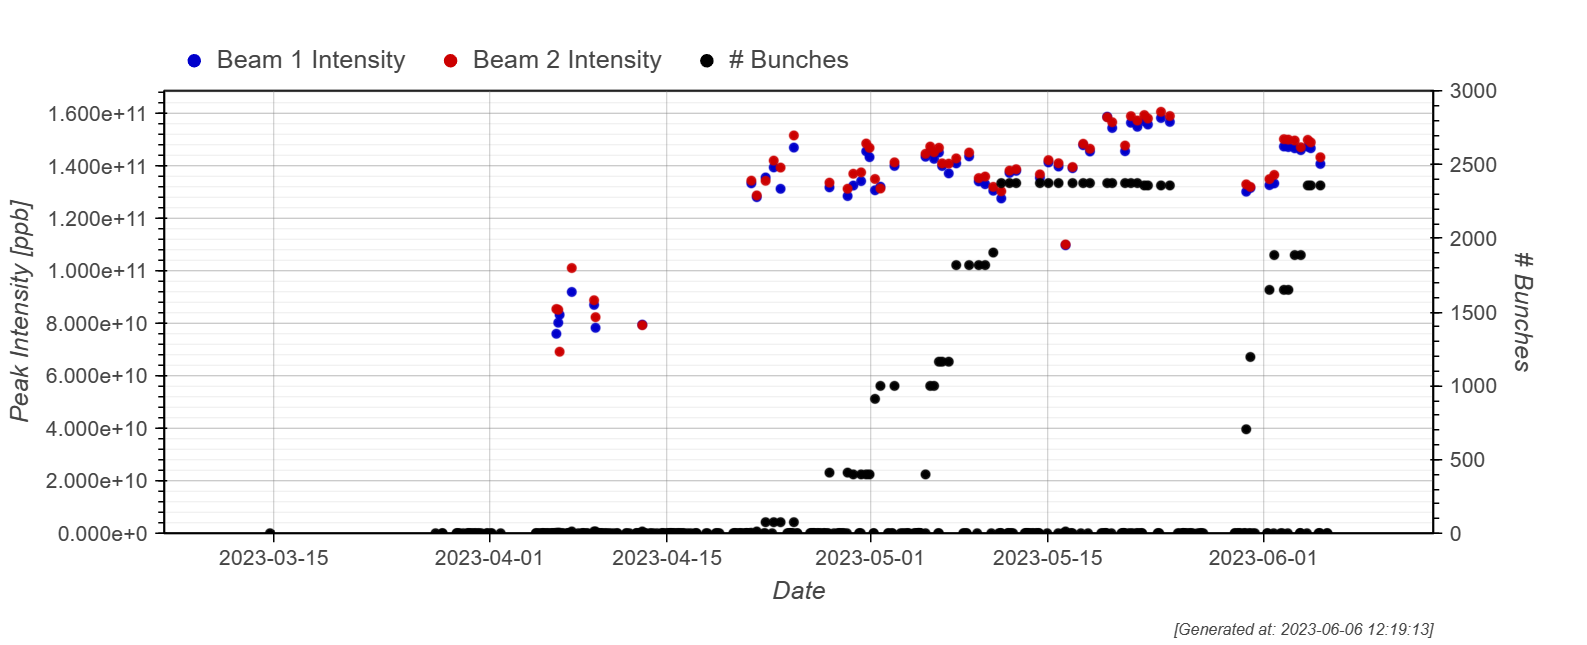 Beam 1 Intensity Beam 2 Intensity # Bunches
Peak Intensity [ppb]
1.600e+11
1.400e+11
1.200e+11
1.000e+11
8.000e+10
6.000e+10
4.000e+10
2.000e+10
0.000e+0
3000
2500
2000
1500
1000
500
0
# Bunches
2023-03-15 2023-04-01 2023-04-15 2023-05-01 2023-05-15 2023-06-01
Date
[Generated at: 2023-06-06 12:19:13]